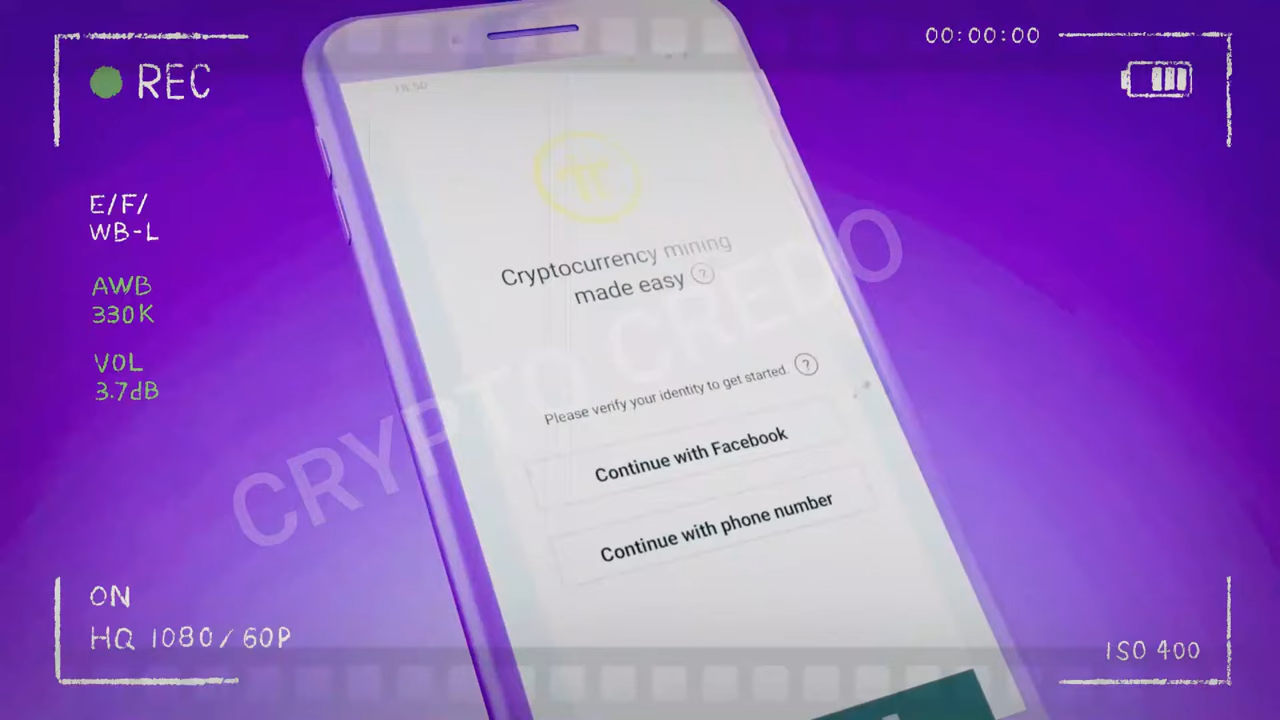 REC
00:00:00
E/F/
WB-L
AWB
330K
VOL
3.7dB
π
Cryptocurrency mining
made easy ?
Please verify your identity to get started. ?
Continue with Facebook
Continue with phone number
CRYPTO CREDO
ON
HQ 1080/60P
ISO 400